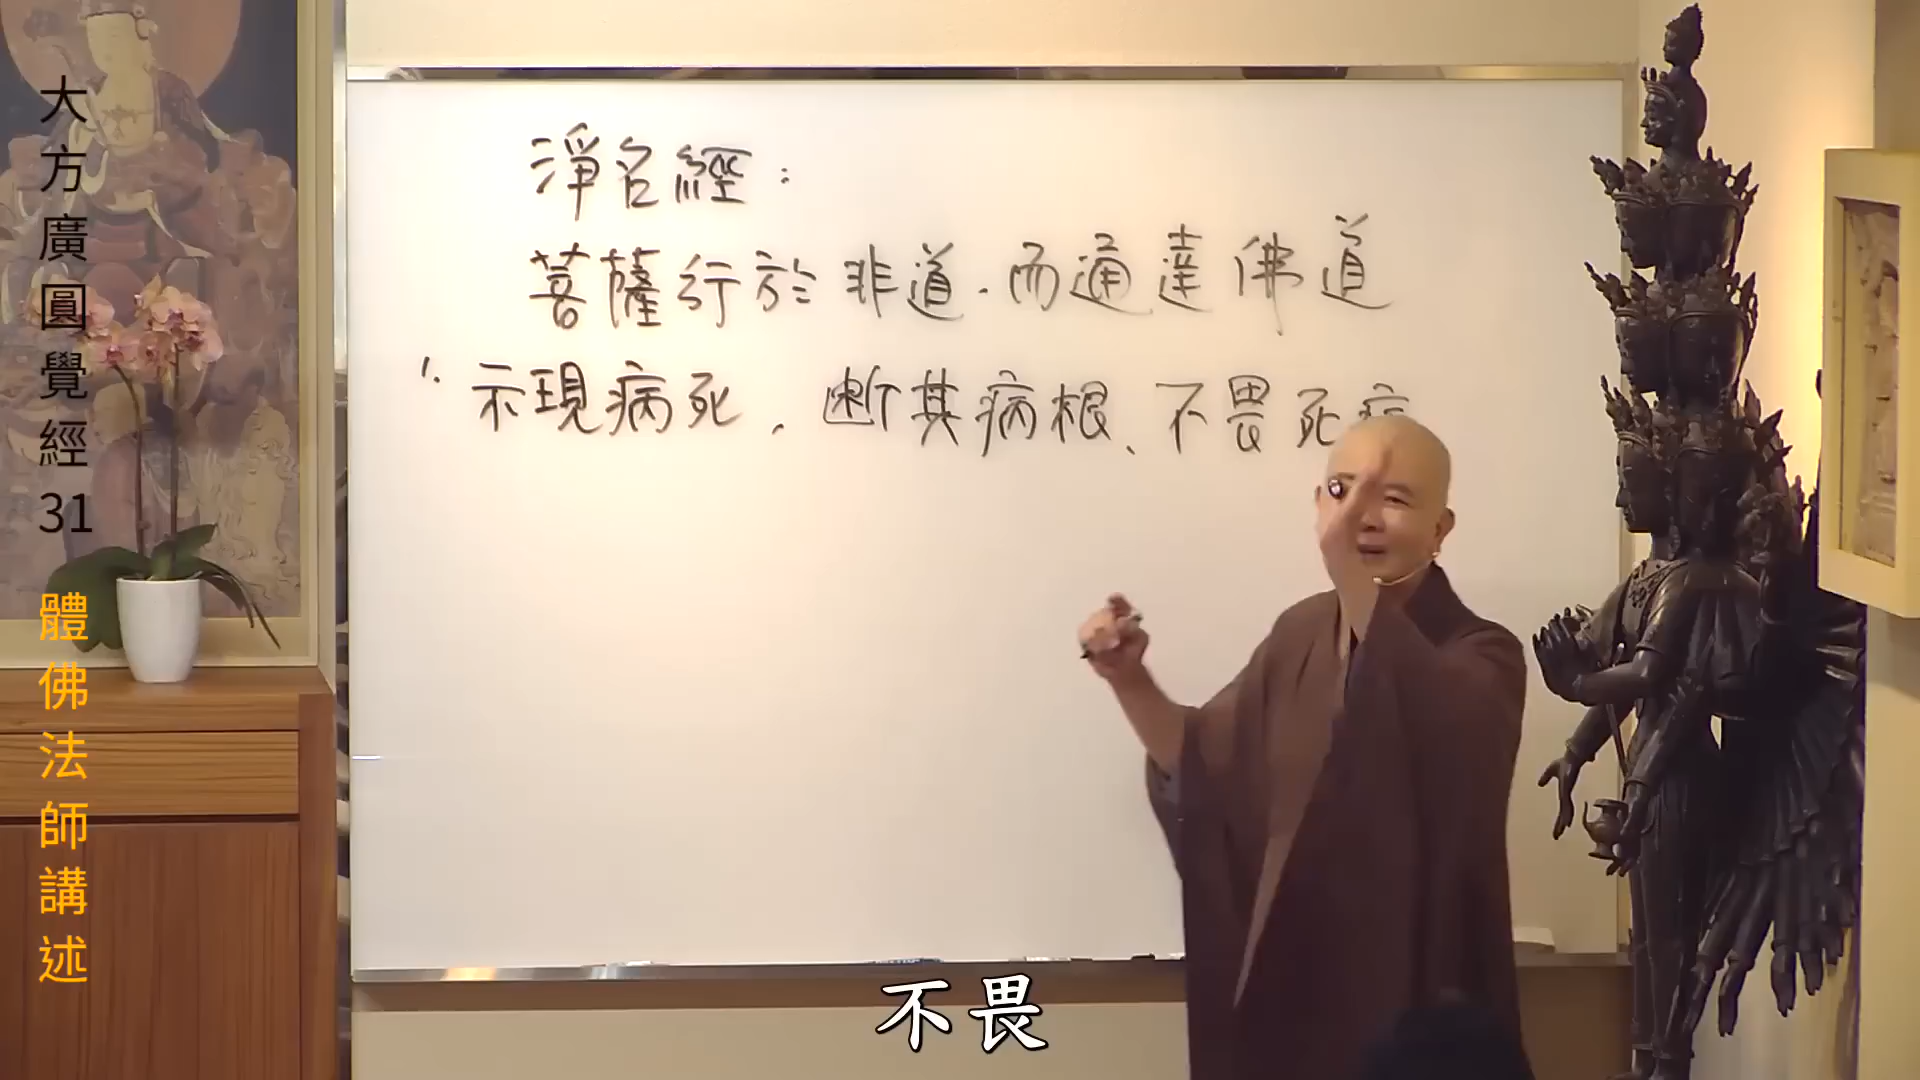 大方廣圓覺經31
體佛法師講述
淨名經：
菩薩行於非道．而通達佛道
1. 示現病死．斷其病根、不畏死
不畏